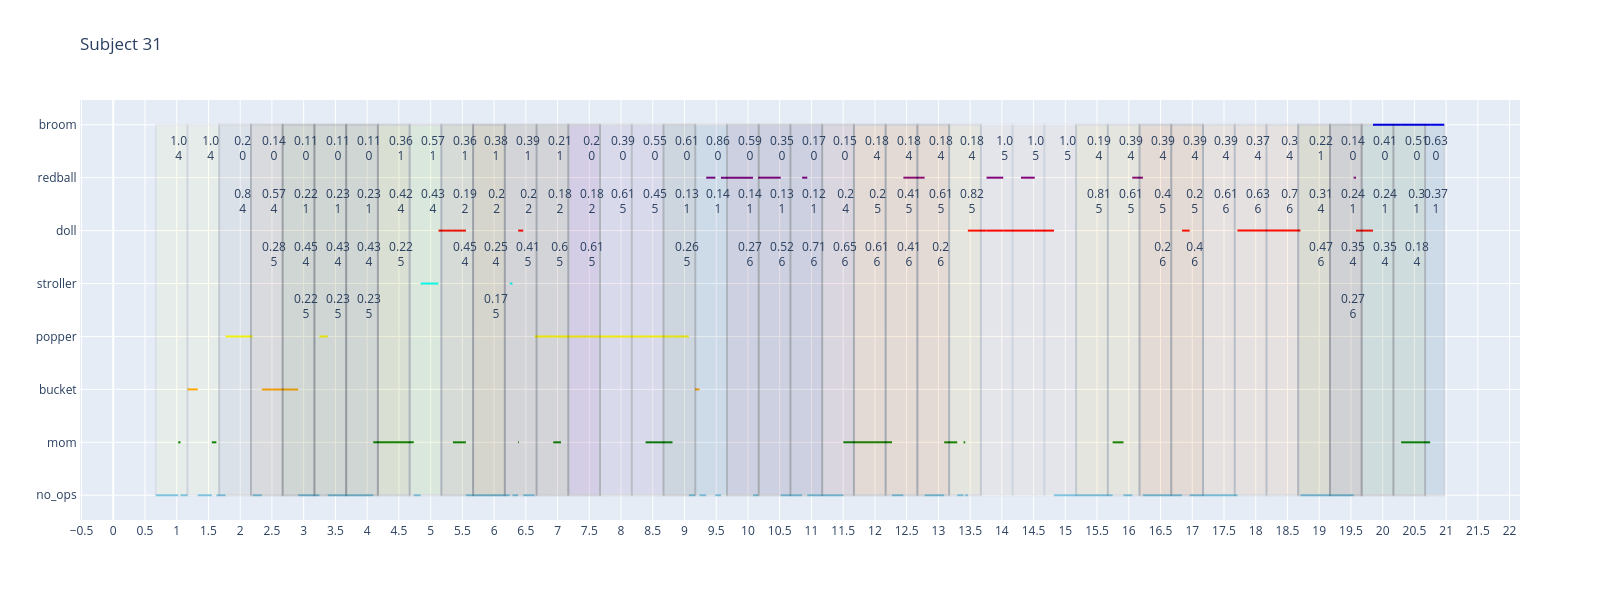 Subject 31
broom
1.0 1.0 0.2 0.14 0.11 0.11 0.11 0.36 0.57 0.36 0.38 0.39 0.21 0.2 0.39 0.55 0.61 0.86 0.59 0.35 0.17 0.15 0.18 0.18 0.18 0.18 1.0 1.0 1.0 0.19 0.39 0.39 0.39 0.39 0.37 0.3 0.22 0.14 0.41 0.51 0.63
4 4 0 0 0 0 0 1 1 1 1 1 1 0 0 0 0 0 0 0 0 0 4 4 4 4 5 5 5 4 4 4 4 4 4 4 1 0 0 0 0
redball
0.8 0.57 0.22 0.23 0.23 0.42 0.43 0.19 0.2 0.2 0.18 0.18 0.61 0.45 0.13 0.14 0.14 0.13 0.12 0.2 0.2 0.41 0.61 0.82 0.81 0.61 0.4 0.2 0.61 0.63 0.7 0.31 0.24 0.24 0.3 0.37
4 4 1 1 1 4 4 2 2 2 2 2 5 5 1 1 1 1 1 4 5 5 5 5 5 5 5 5 6 6 6 4 1 1 1 1
doll
0.28 0.45 0.43 0.43 0.22 0.45 0.25 0.41 0.6 0.61 0.26 0.27 0.52 0.71 0.65 0.61 0.41 0.2 0.2 0.4 0.47 0.35 0.35 0.18
5 4 4 4 5 4 4 5 5 5 5 6 6 6 6 6 6 6 6 6 6 4 4 4
stroller
0.22 0.23 0.23 0.17 0.27
5 5 5 5 6
popper
bucket
mom
no_ops
−0.5 0 0.5 1 1.5 2 2.5 3 3.5 4 4.5 5 5.5 6 6.5 7 7.5 8 8.5 9 9.5 10 10.5 11 11.5 12 12.5 13 13.5 14 14.5 15 15.5 16 16.5 17 17.5 18 18.5 19 19.5 20 20.5 21 21.5 22